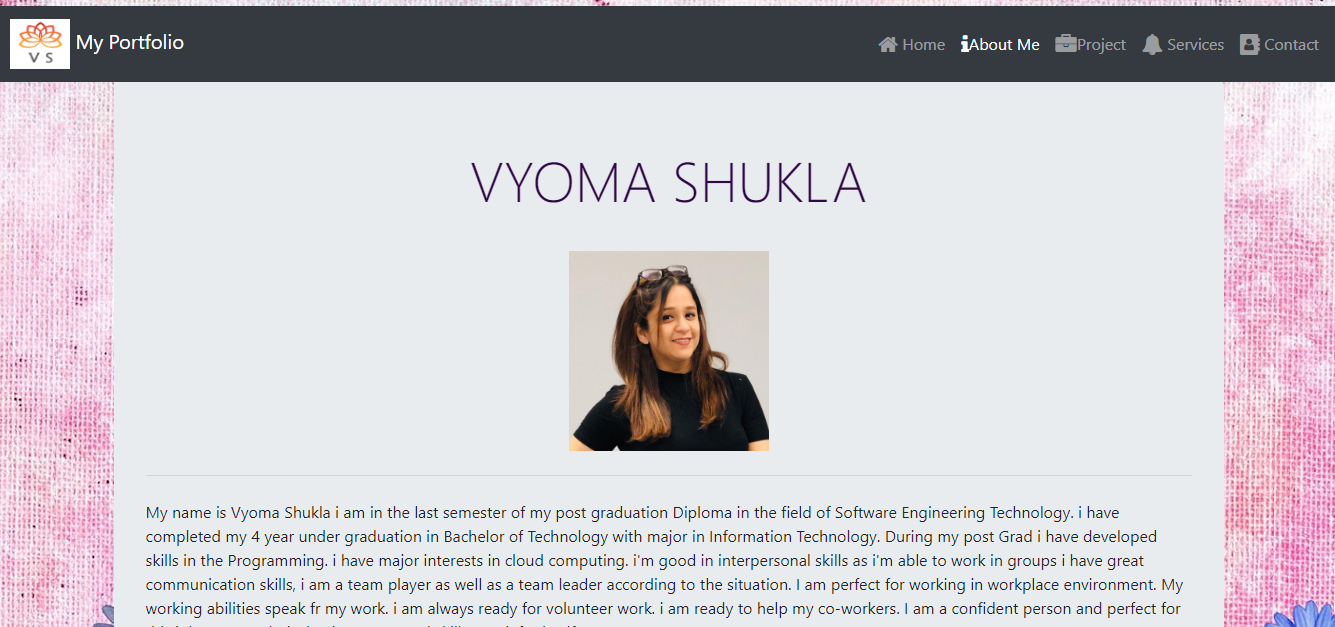 V S
My Portfolio
Home
About Me
Project
Services
Contact
VYOMA SHUKLA
My name is Vyoma Shukla i am in the last semester of my post graduation Diploma in the field of Software Engineering Technology. i have
completed my 4 year under graduation in Bachelor of Technology with major in Information Technology. During my post Grad i have developed
skills in the Programming. i have major interests in cloud computing. i'm good in interpersonal skills as i'm able to work in groups i have great
communication skills, i am a team player as well as a team leader according to the situation. I am perfect for working in workplace environment. My
working abilities speak fr my work. i am always ready for volunteer work. i am ready to help my co-workers. I am a confident person and perfect for